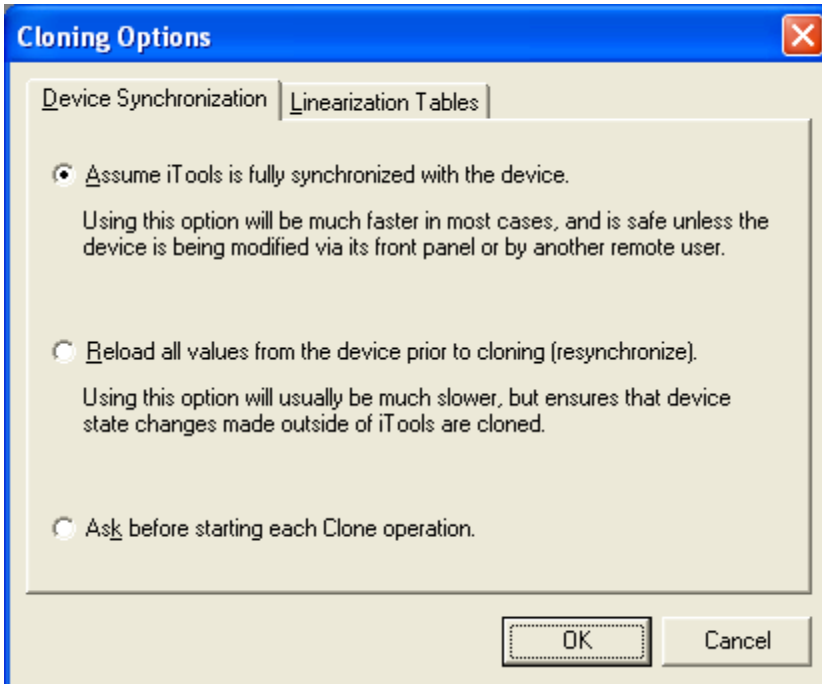 Cloning Options
Device Synchronization
Linearization Tables
Assume iTools is fully synchronized with the device.
Using this option will be much faster in most cases, and is safe unless the
device is being modified via its front panel or by another remote user.
Reload all values from the device prior to cloning (resynchronize).
Using this option will usually be much slower, but ensures that device
state changes made outside of iTools are cloned.
Ask before starting each Clone operation.
OK
Cancel